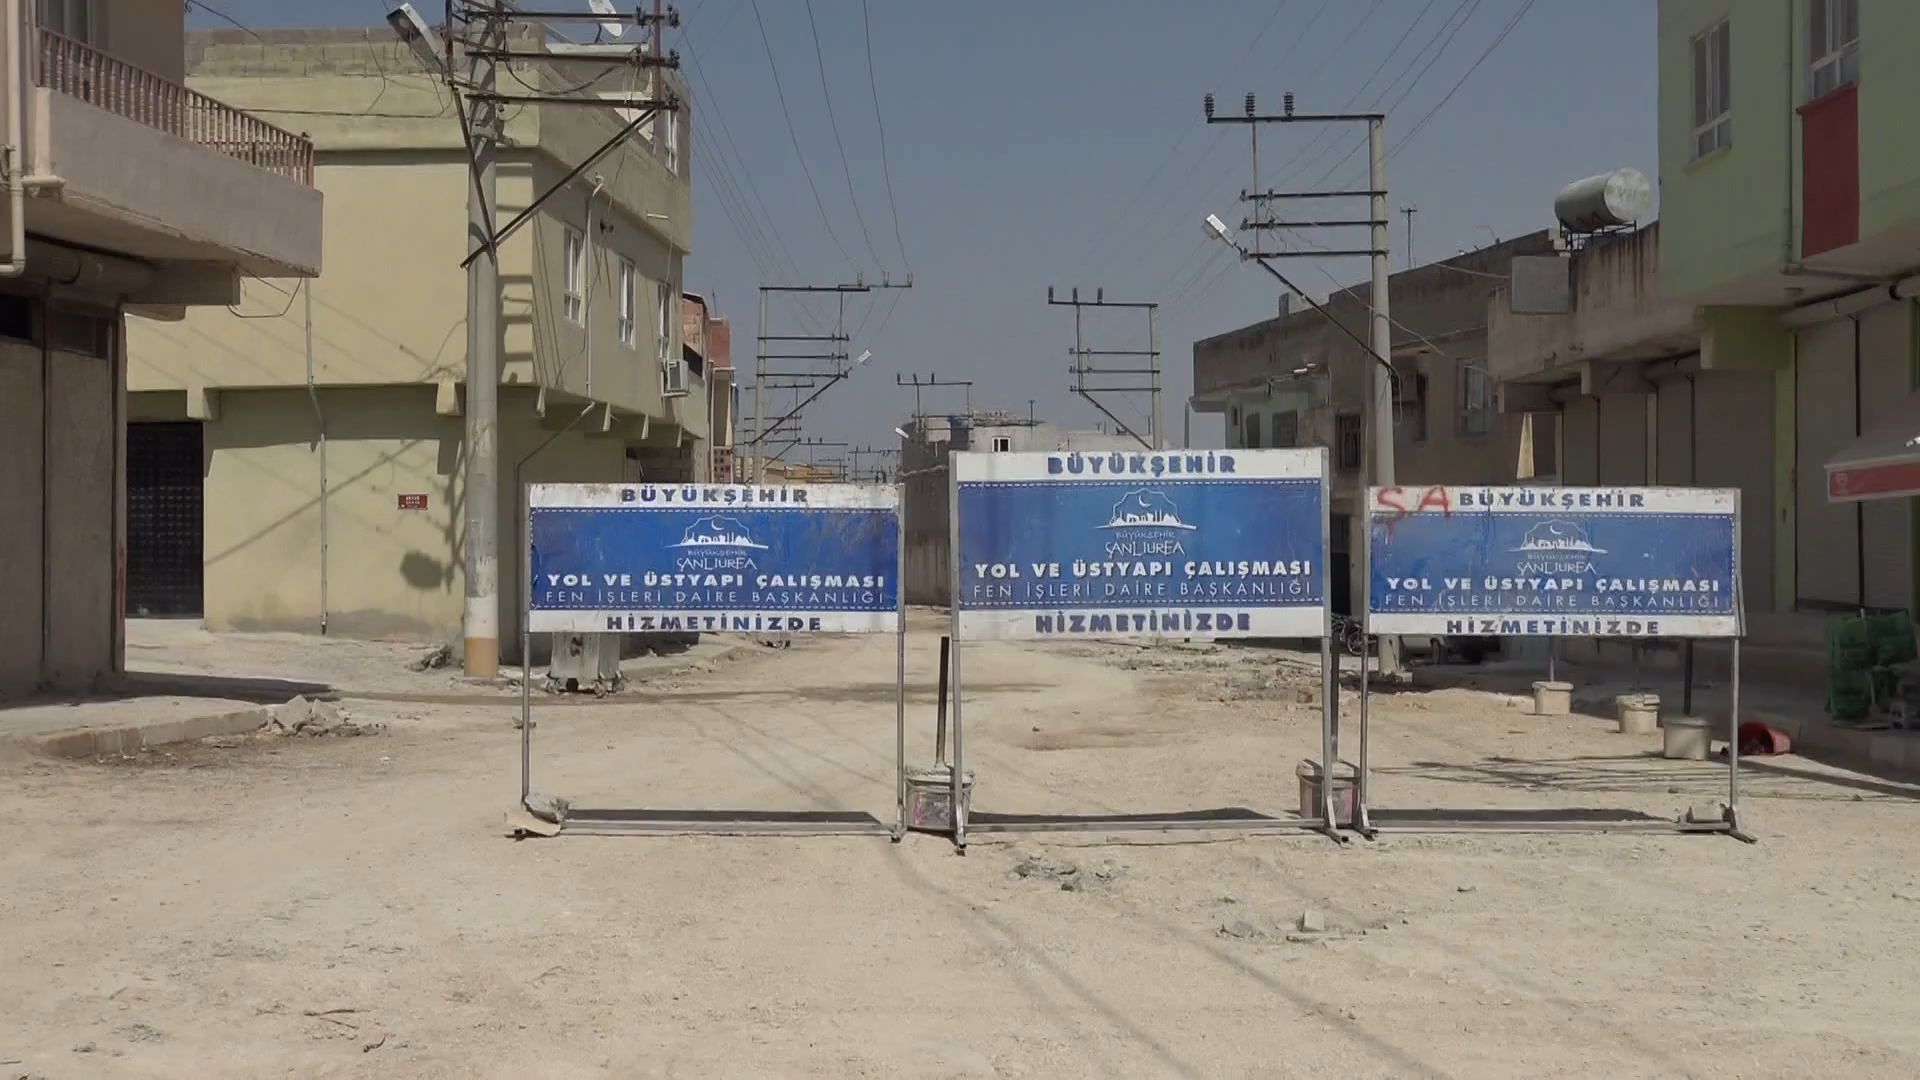 BÜYÜKŞEHİR
BÜYÜKŞEHİR
ŞANLIURFA
YOL VE ÜSTYAPI ÇALIŞMASI
FEN İŞLERİ DAİRE BAŞKANLIĞI
HİZMETİNİZDE
BÜYÜKŞEHİR
BÜYÜKŞEHİR
ŞANLIURFA
YOL VE ÜSTYAPI ÇALIŞMASI
FEN İŞLERİ DAİRE BAŞKANLIĞI
HİZMETİNİZDE
SA BÜYÜKŞEHİR
BÜYÜKŞEHİR
ŞANLIURFA
YOL VE ÜSTYAPI ÇALIŞMASI
FEN İŞLERİ DAİRE BAŞKANLIĞI
HİZMETİNİZDE